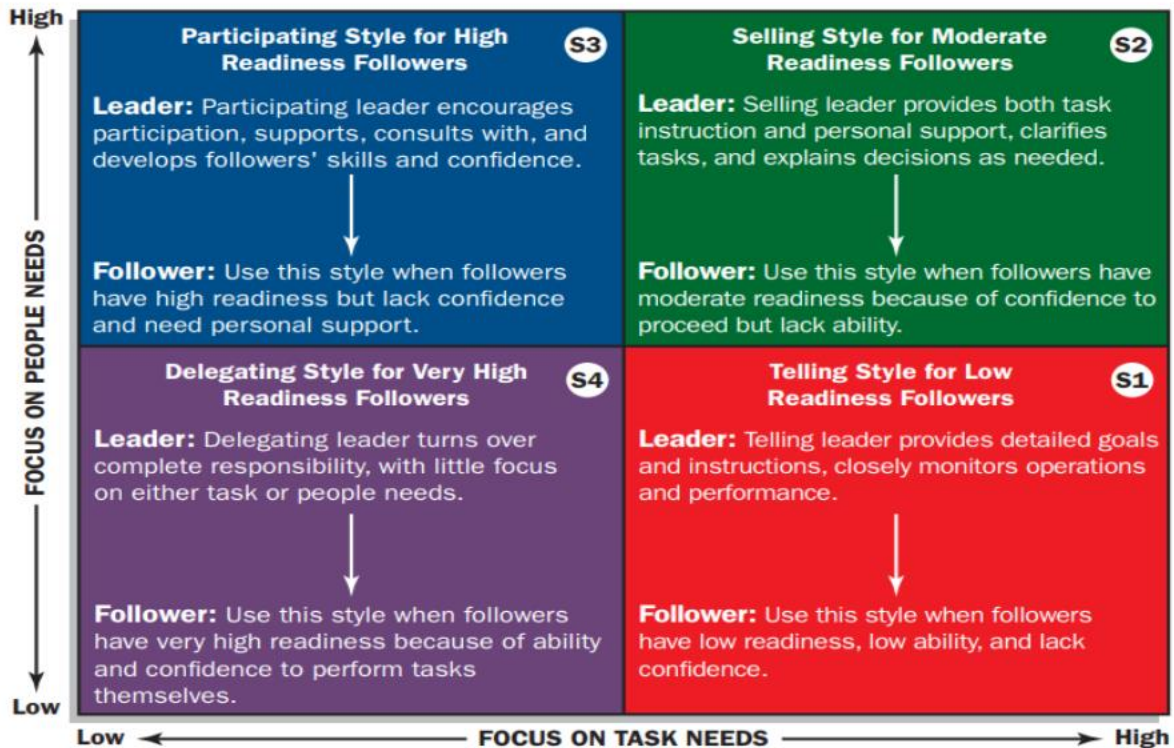 High
FOCUS ON PEOPLE NEEDS
Low
Participating Style for High
Readiness Followers
S3
Leader: Participating leader encourages
participation, supports, consults with, and
develops followers' skills and confidence.
Follower: Use this style when followers
have high readiness but lack confidence
and need personal support.
Selling Style for Moderate
Readiness Followers
S2
Leader: Selling leader provides both task
instruction and personal support, clarifies
tasks, and explains decisions as needed.
Follower: Use this style when followers have
moderate readiness because of confidence to
proceed but lack ability.
Delegating Style for Very High
Readiness Followers
S4
Leader: Delegating leader turns over
complete responsibility, with little focus
on either task or people needs.
Follower: Use this style when followers
have very high readiness because of ability
and confidence to perform tasks
themselves.
Telling Style for Low
Readiness Followers
S1
Leader: Telling leader provides detailed goals
and instructions, closely monitors operations
and performance.
Follower: Use this style when followers
have low readiness, low ability, and lack
confidence.
Low
FOCUS ON TASK NEEDS
High